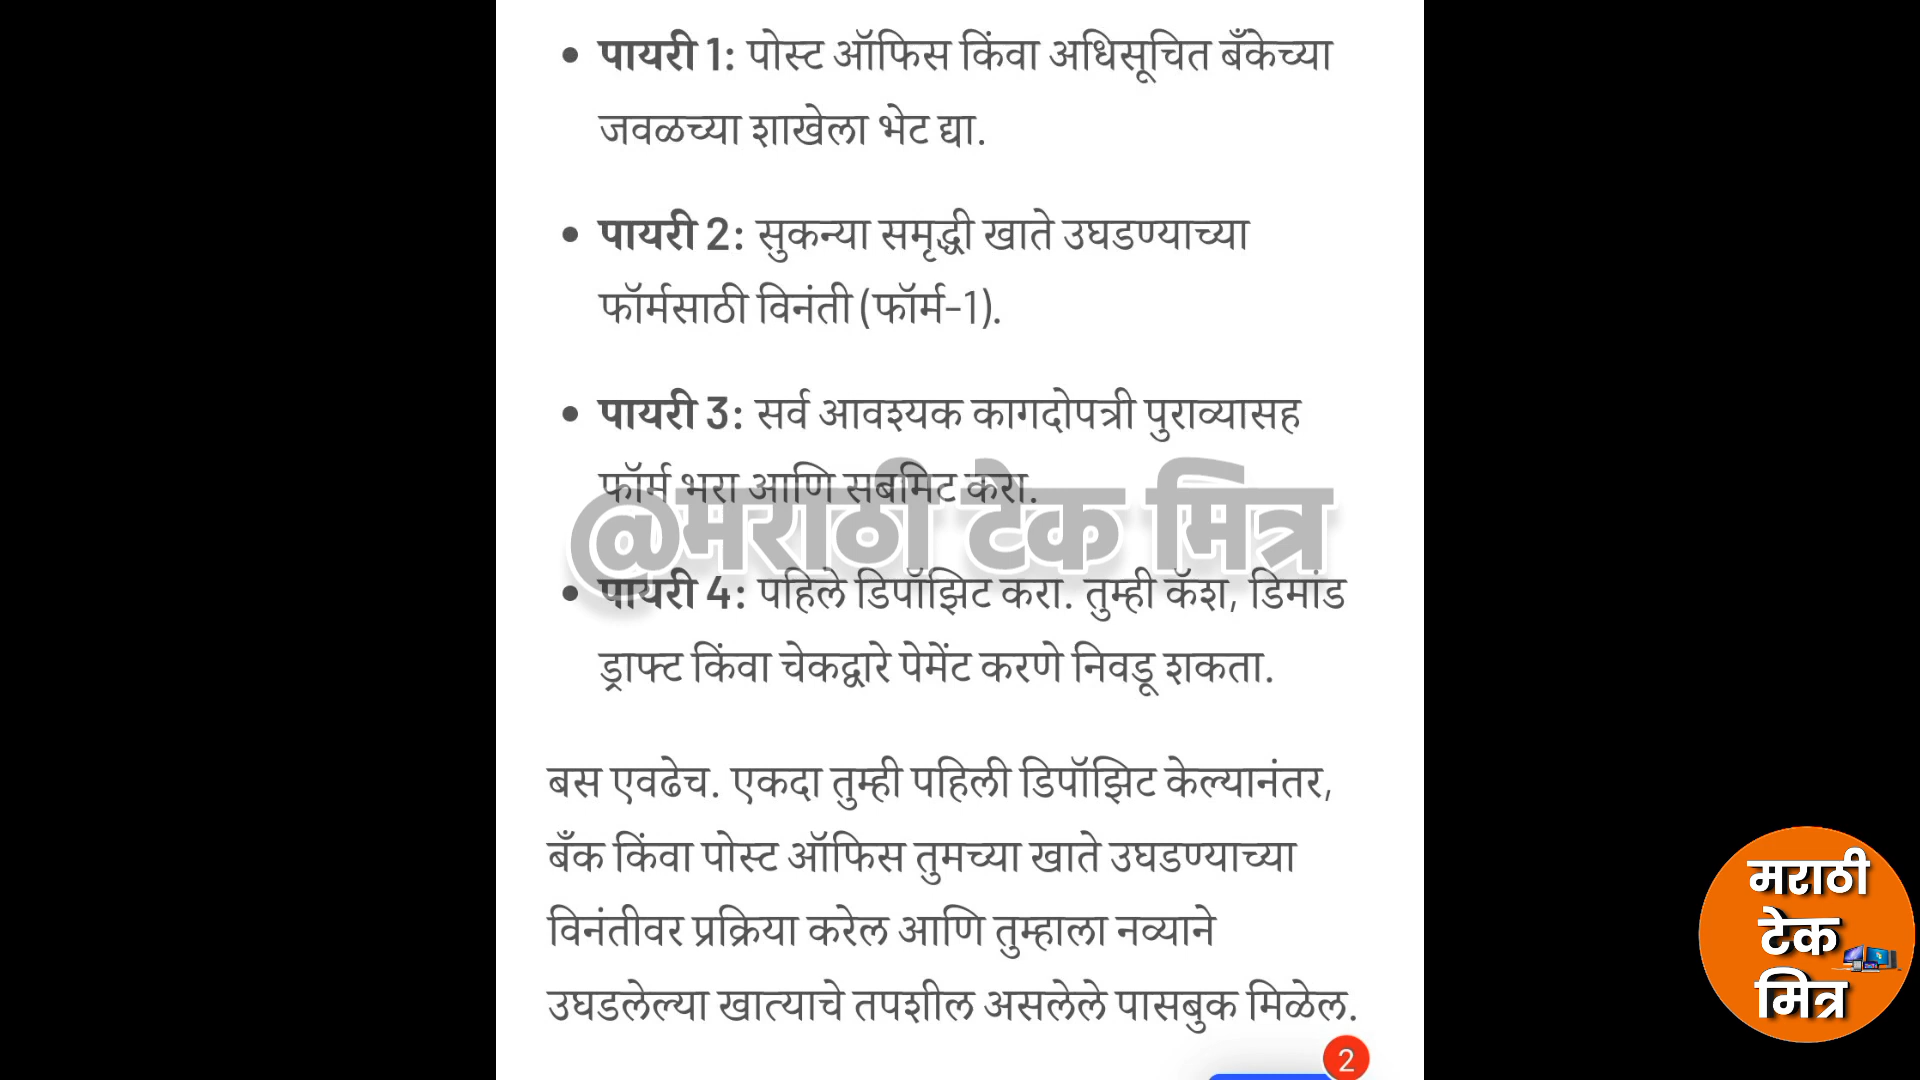 • पायरी 1: पोस्ट ऑफिस किंवा अधिसूचित बँकेच्या
जवळच्या शाखेला भेट द्या.
• पायरी 2: सुकन्या समृद्धी खाते उघडण्याच्या
फॉर्मसाठी विनंती (फॉर्म-1).
• पायरी 3: सर्व आवश्यक कागदोपत्री पुराव्यासह
फॉर्म भरा आणि सबमिट करा.
@मराठी टेक मित्र
• पायरी 4: पहिले डिपॉझिट करा. तुम्ही कॅश, डिमांड
ड्राफ्ट किंवा चेकद्वारे पेमेंट करणे निवडू शकता.
बस एवढेच. एकदा तुम्ही पहिली डिपॉझिट केल्यानंतर,
बँक किंवा पोस्ट ऑफिस तुमच्या खाते उघडण्याच्या
विनंतीवर प्रक्रिया करेल आणि तुम्हाला नव्याने
उघडलेल्या खात्याचे तपशील असलेले पासबुक मिळेल.
2
मराठी
टेक
मित्र